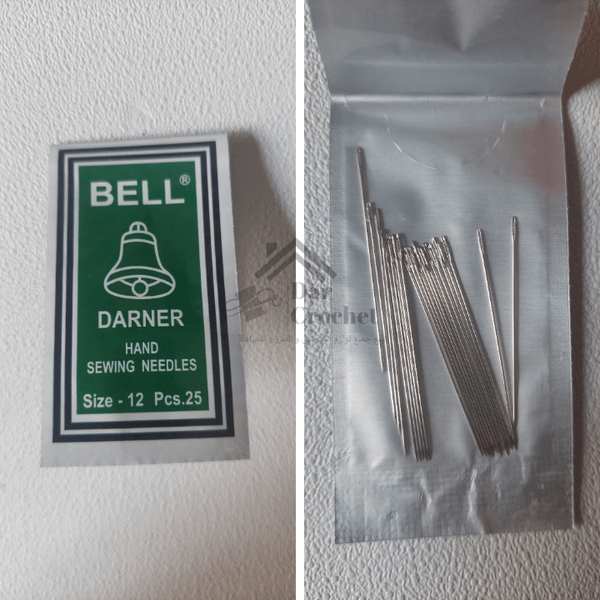 BELL®
DARNER
HAND
SEWING NEEDLES
Size - 12 Pcs.25
Dar
Crochet